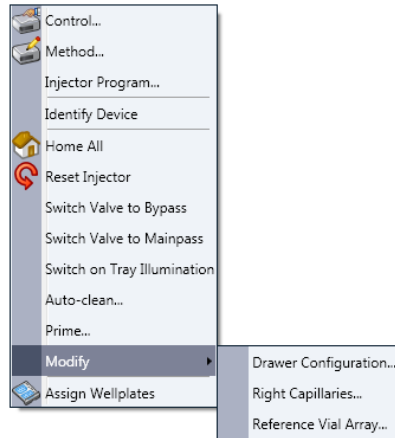 Control...
Method...
Injector Program...
Identify Device
Home All
Reset Injector
Switch Valve to Bypass
Switch Valve to Mainpass
Switch on Tray Illumination
Auto-clean...
Prime...
Modify
Assign Wellplates
Drawer Configuration...
Right Capillaries...
Reference Vial Array...